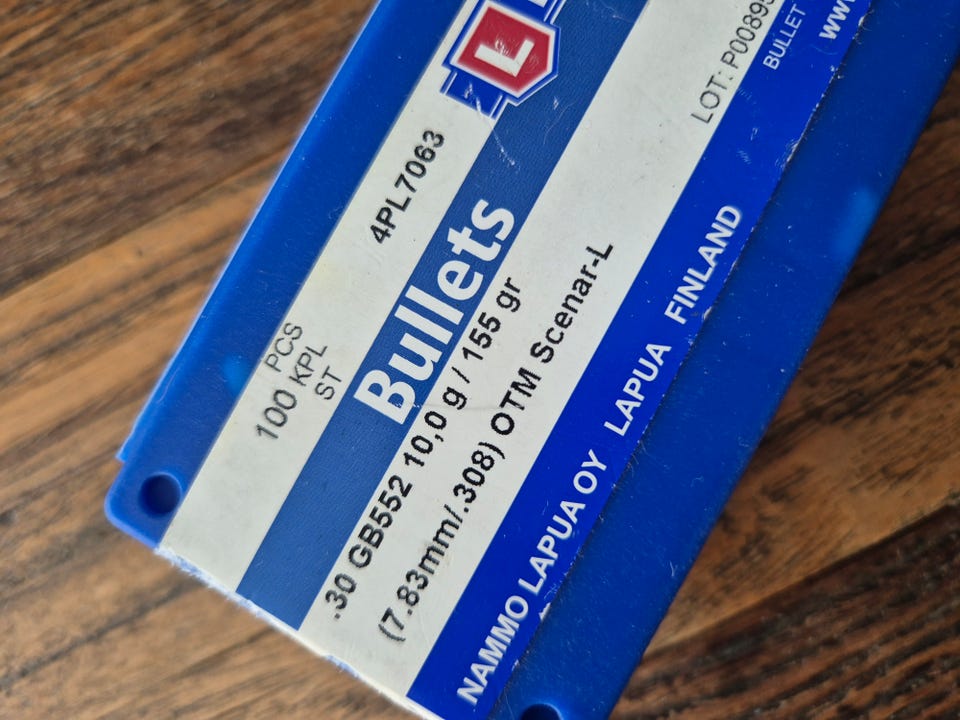 L
4PL7063
100
PCS
KPL
ST
Bullets
.30 GB552 10,0 g / 155 gr
(7.83mm/.308) OTM Scenar-L
LOT:
BULLET
NAMMO LAPUA OY LAPUA FINLAND